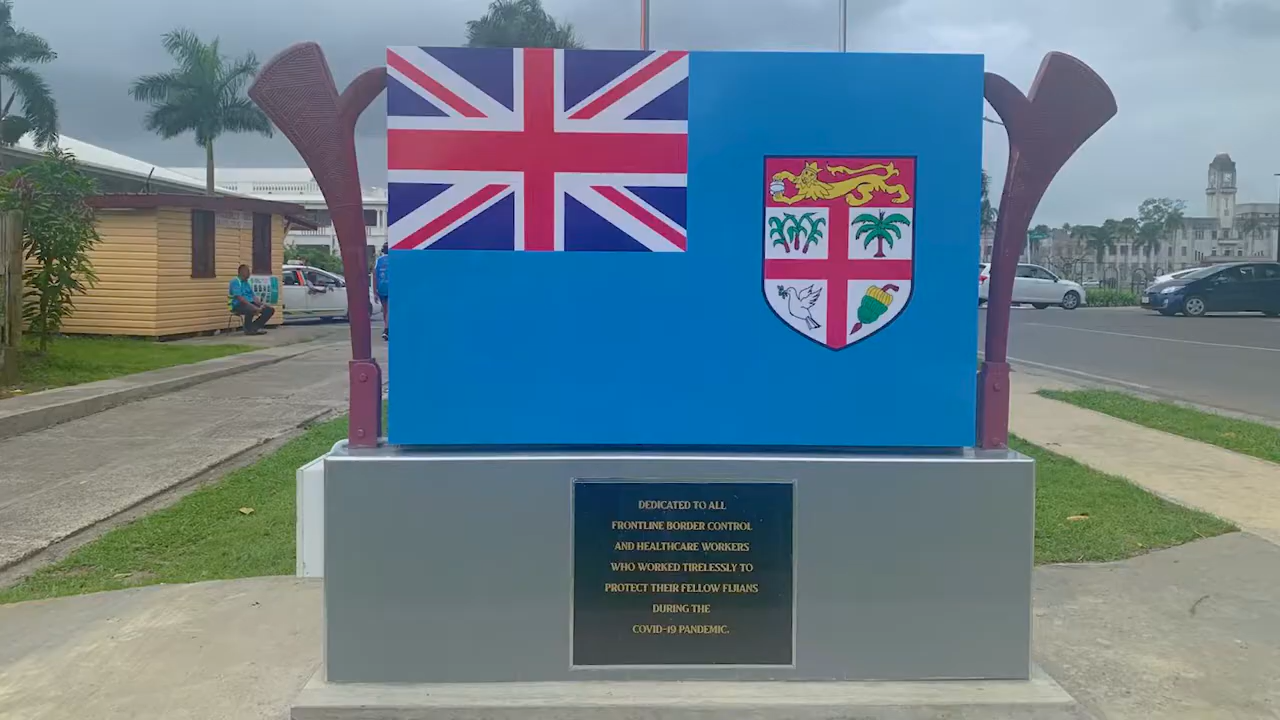 DEDICATED TO ALL
FRONTLINE BORDER CONTROL
AND HEALTHCARE WORKERS
WHO WORKED TIRELESSLY TO
PROTECT THEIR FELLOW FIJIANS
DURING THE
COVID-19 PANDEMIC.